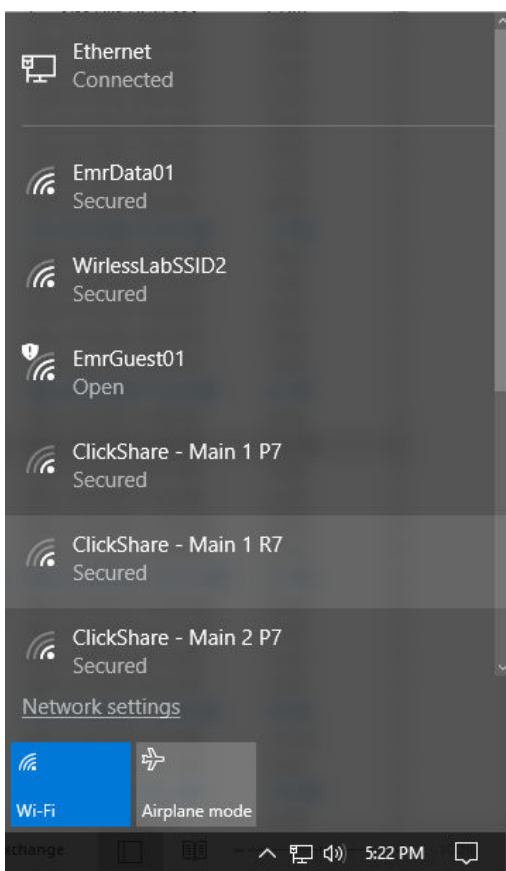 Ethernet
Connected
EmrData01
Secured
WirlessLabSSID2
Secured
EmrGuest01
Open
ClickShare - Main 1 P7
Secured
ClickShare - Main 1 R7
Secured
ClickShare - Main 2 P7
Secured
Network settings
Wi-Fi
Airplane mode
5:22 PM